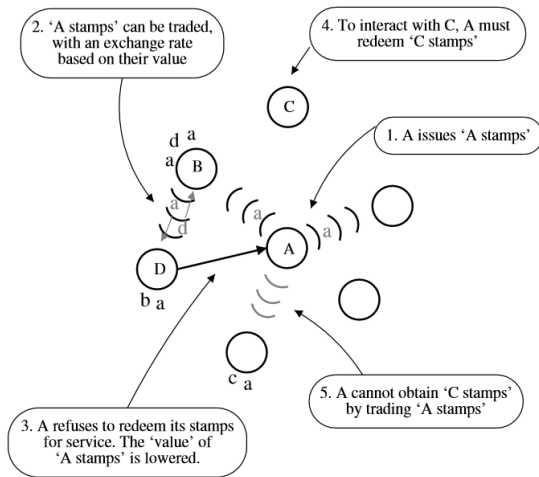 2. ‘A stamps’ can be traded,
with an exchange rate
based on their value
4. To interact with C, A must
redeem ‘C stamps’
C
1. A issues ‘A stamps’
d a
a
B
a
d
a
a
A
D
b a
c a
3. A refuses to redeem its stamps
for service. The ‘value’ of
‘A stamps’ is lowered.
5. A cannot obtain ‘C stamps’
by trading ‘A stamps’